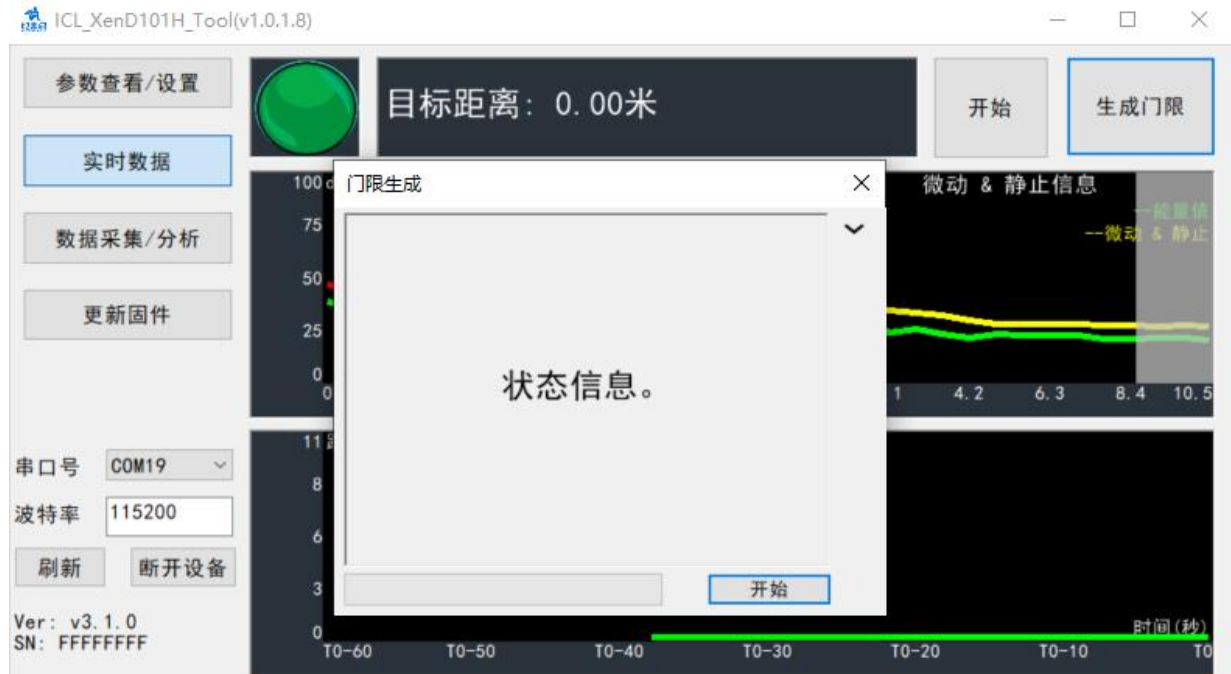 ICL_XenD101H_Tool(v1.0.1.8)
参数查看/设置
目标距离: 0.00米
开始
生成门限
实时数据
数据采集/分析
更新固件
门限生成
状态信息。
开始
100
75
50
25
0
0
微动 & 静止信息
--能量值
--微动 & 静止
4.2
6.3
8.4
10.5
11
8
6
3
0
时间(秒)
T0-60
T0-50
T0-40
T0-30
T0-20
T0-10
T0
串口号
COM19
波特率
115200
刷新
断开设备
Ver: v3.1.0
SN: FFFFFFFF